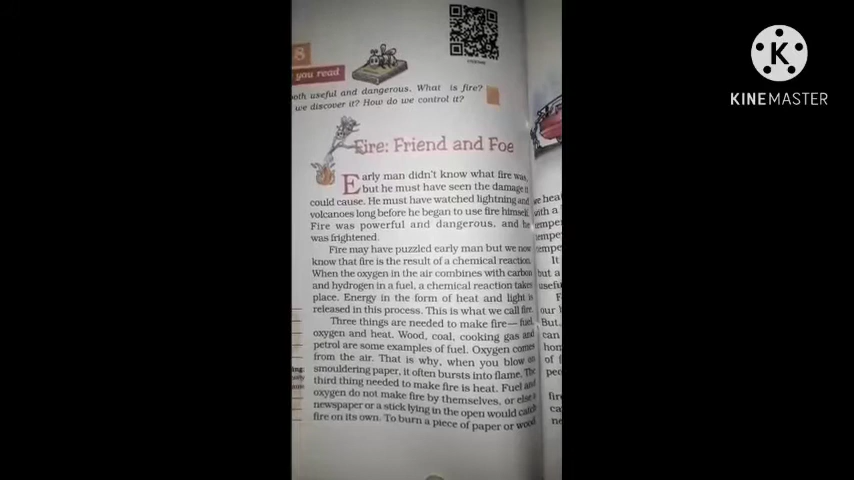 8
you read
both useful and dangerous. What is fire?
we discover it? How do we control it?
Fire: Friend and Foe
Early man didn't know what fire was,
but he must have seen the damage it
could cause. He must have watched lightning and
volcanoes long before he began to use fire himself.
Fire was powerful and dangerous, and he
was frightened.
Fire may have puzzled early man but we now
know that fire is the result of a chemical reaction.
When the oxygen in the air combines with carbon
and hydrogen in a fuel, a chemical reaction takes
place. Energy in the form of heat and light is
released in this process. This is what we call fire.
Three things are needed to make fire— fuel,
oxygen and heat. Wood, coal, cooking gas and
petrol are some examples of fuel. Oxygen comes
from the air. That is why, when you blow on
smouldering paper, it often bursts into flame. The
third thing needed to make fire is heat. Fuel and
oxygen do not make fire by themselves, or else a
newspaper or a stick lying in the open would catch
fire on its own. To burn a piece of paper or wood
we heat
with a
It
but a
our
But,
can
of
KINEMASTER